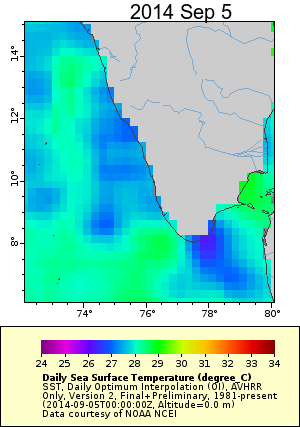 2014 Sep 5
14°
12°
10°
8°
74° 76° 78° 80°
24 25 26 27 28 29 30 31 32 33 34
Daily Sea Surface Temperature (degree_C)
SST, Daily Optimum Interpolation (OI), AVHRR
Only, Version 2, Final+Preliminary, 1981-present
(2014-09-05T00:00:00Z, Altitude=0.0 m)
Data courtesy of NOAA NCEI